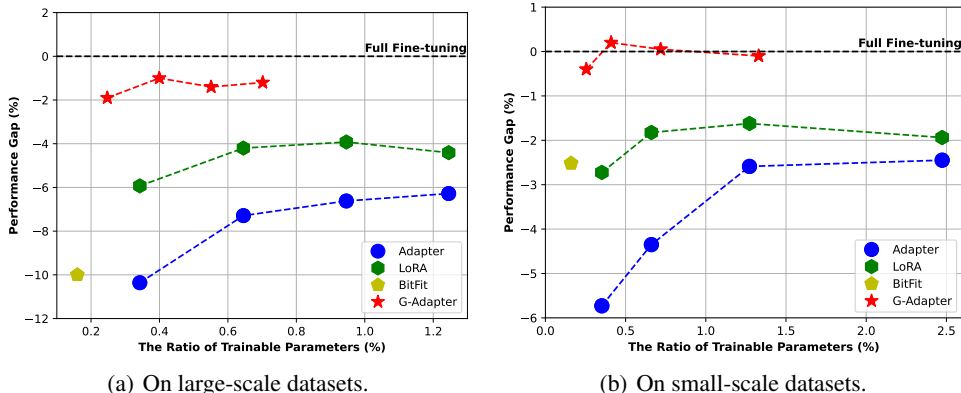 2
0
−2
−4
−6
−8
−10
−12
Performance Gap (%)
Full Fine-tuning
Adapter
LoRA
BitFit
G-Adapter
0.2
0.4
0.6
0.8
1.0
1.2
The Ratio of Trainable Parameters (%)
(a) On large-scale datasets.
1
0
−1
−2
−3
−4
−5
−6
Performance Gap (%)
Full Fine-tuning
Adapter
LoRA
BitFit
G-Adapter
0.0
0.5
1.0
1.5
2.0
2.5
The Ratio of Trainable Parameters (%)
(b) On small-scale datasets.